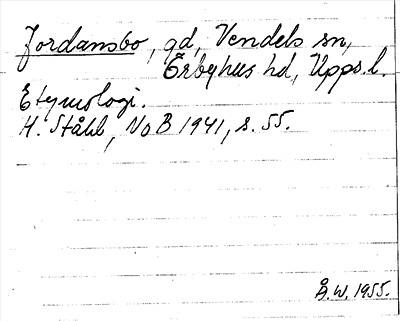 Jordansbo, gd, Vendels sn,
Örbyhus hd, Upps. l.
Etymologi.
H. Ståhl, NoB 1941, s. 55.
Å. W. 1955.